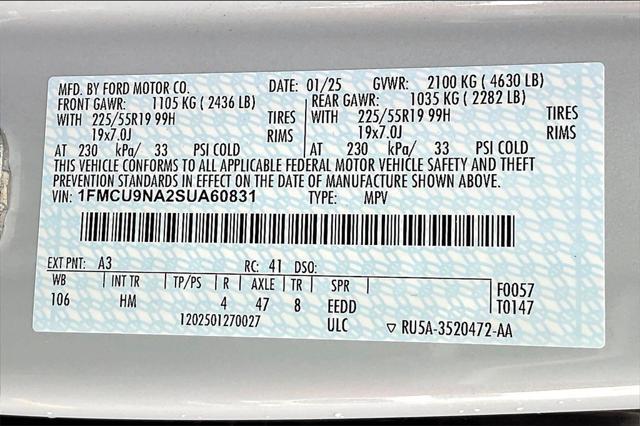 MFD. BY FORD MOTOR CO. DATE: 01/25 GVWR: 2100 KG ( 4630 LB)
FRONT GAWR: 1105 KG ( 2436 LB) REAR GAWR: 1035 KG ( 2282 LB)
WITH 225/55R19 99H TIRES WITH 225/55R19 99H TIRES
19x7.0J RIMS 19x7.0J RIMS
AT 230 kPa/ 33 PSI COLD AT 230 kPa/ 33 PSI COLD
THIS VEHICLE CONFORMS TO ALL APPLICABLE FEDERAL MOTOR VEHICLE SAFETY AND THEFT
PREVENTION STANDARDS IN EFFECT ON THE DATE OF MANUFACTURE SHOWN ABOVE.
VIN: 1FMCU9NA2SUA60831 TYPE: MPV
EXT PNT: A3 RC: 41 DSO:
WB INT TR TP/PS R AXLE TR SPR F0057
106 HM 4 47 8 EEDD T0147
1202501270027 ULC ▽ RU5A-3520472-AA